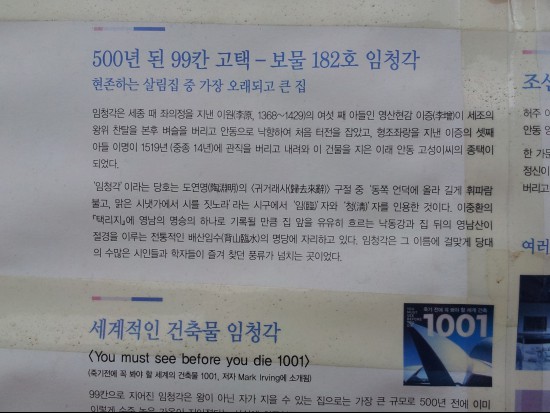 500년 된 99칸 고택 – 보물 182호 임청각
현존하는 살림집 중 가장 오래되고 큰 집
임청각은 세종 때 좌의정을 지낸 이원(李原, 1368～1429)의 여섯 째 아들인 영산현감 이증(李增)이 세조의
왕위 찬탈을 본후 벼슬을 버리고 안동으로 낙향하여 처음 터전을 잡았고, 형조좌랑을 지낸 이증의 셋째
아들 이명이 1519년 (중종 14년)에 관직을 버리고 내려와 이 건물을 지은 이래 안동 고성이씨의 종택이
되었다.
'임청각' 이라는 당호는 도연명(陶淵明)의 《귀거래사(歸去來辭)》 구절 중 '동쪽 언덕에 올라 길게 휘파람
불고, 맑은 시냇가에서 시를 짓노라' 라는 시구에서 '임(臨)' 자와 '청(淸)' 자를 인용한 것이다. 이중환의
『택리지』에 영남의 명승의 하나로 기록될 만큼 집 앞을 유유히 흐르는 낙동강과 집 뒤의 영남산이
절경을 이루는 전통적인 배산임수(背山臨水)의 명당에 자리하고 있다. 임청각은 그 이름에 걸맞게 당대
의 수많은 시인들과 학자들이 즐겨 찾던 풍류가 넘치는 곳이었다.
세계적인 건축물 임청각
〈You must see before you die 1001〉
(죽기전에 꼭 봐야 할 세계의 건축물 1001, 저자 Mark Irving에 소개됨)
99칸으로 지어진 임청각은 왕이 아닌 자가 지을 수 있는 집으로는 가장 큰 규모로 500년 전에 이미
1001
조선
허주
안동
한 가문
정신이
여러